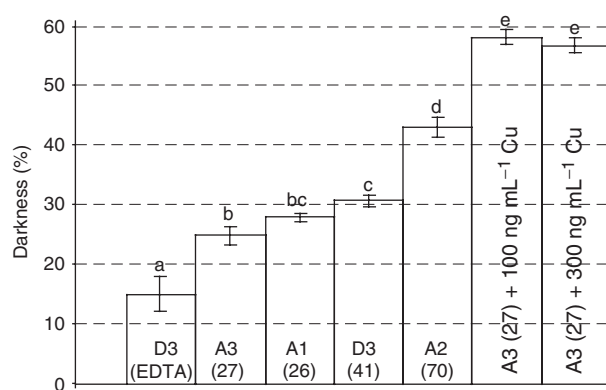 60
50
40
30
20
10
0
Darkness (%)
a
b
bc
c
d
e
e
D3
(EDTA)
A3
(27)
A1
(26)
D3
(41)
A2
(70)
A3 (27) + 100 ng mL⁻¹ Cu
A3 (27) + 300 ng mL⁻¹ Cu